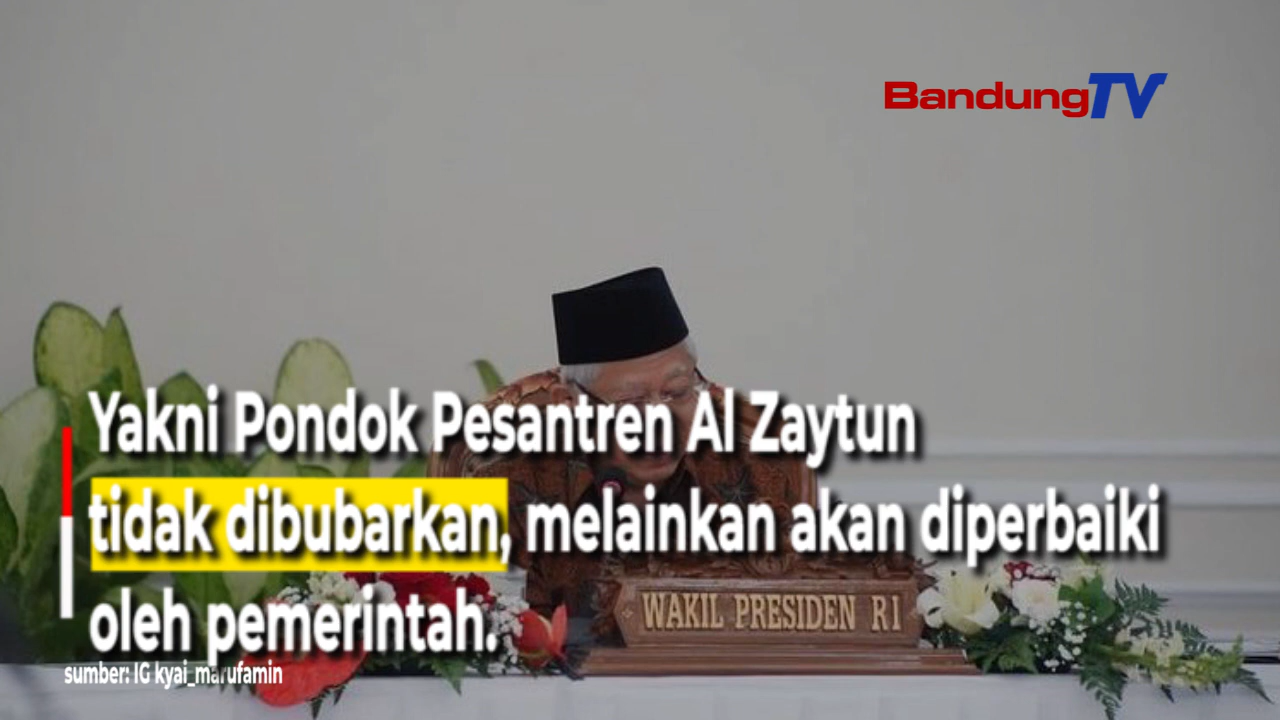 BandungTV
Yakni Pondok Pesantren Al Zaytun
tidak dibubarkan, melainkan akan diperbaiki
oleh pemerintah.
WAKIL PRESIDEN RI
sumber: IG kyai_marufamin